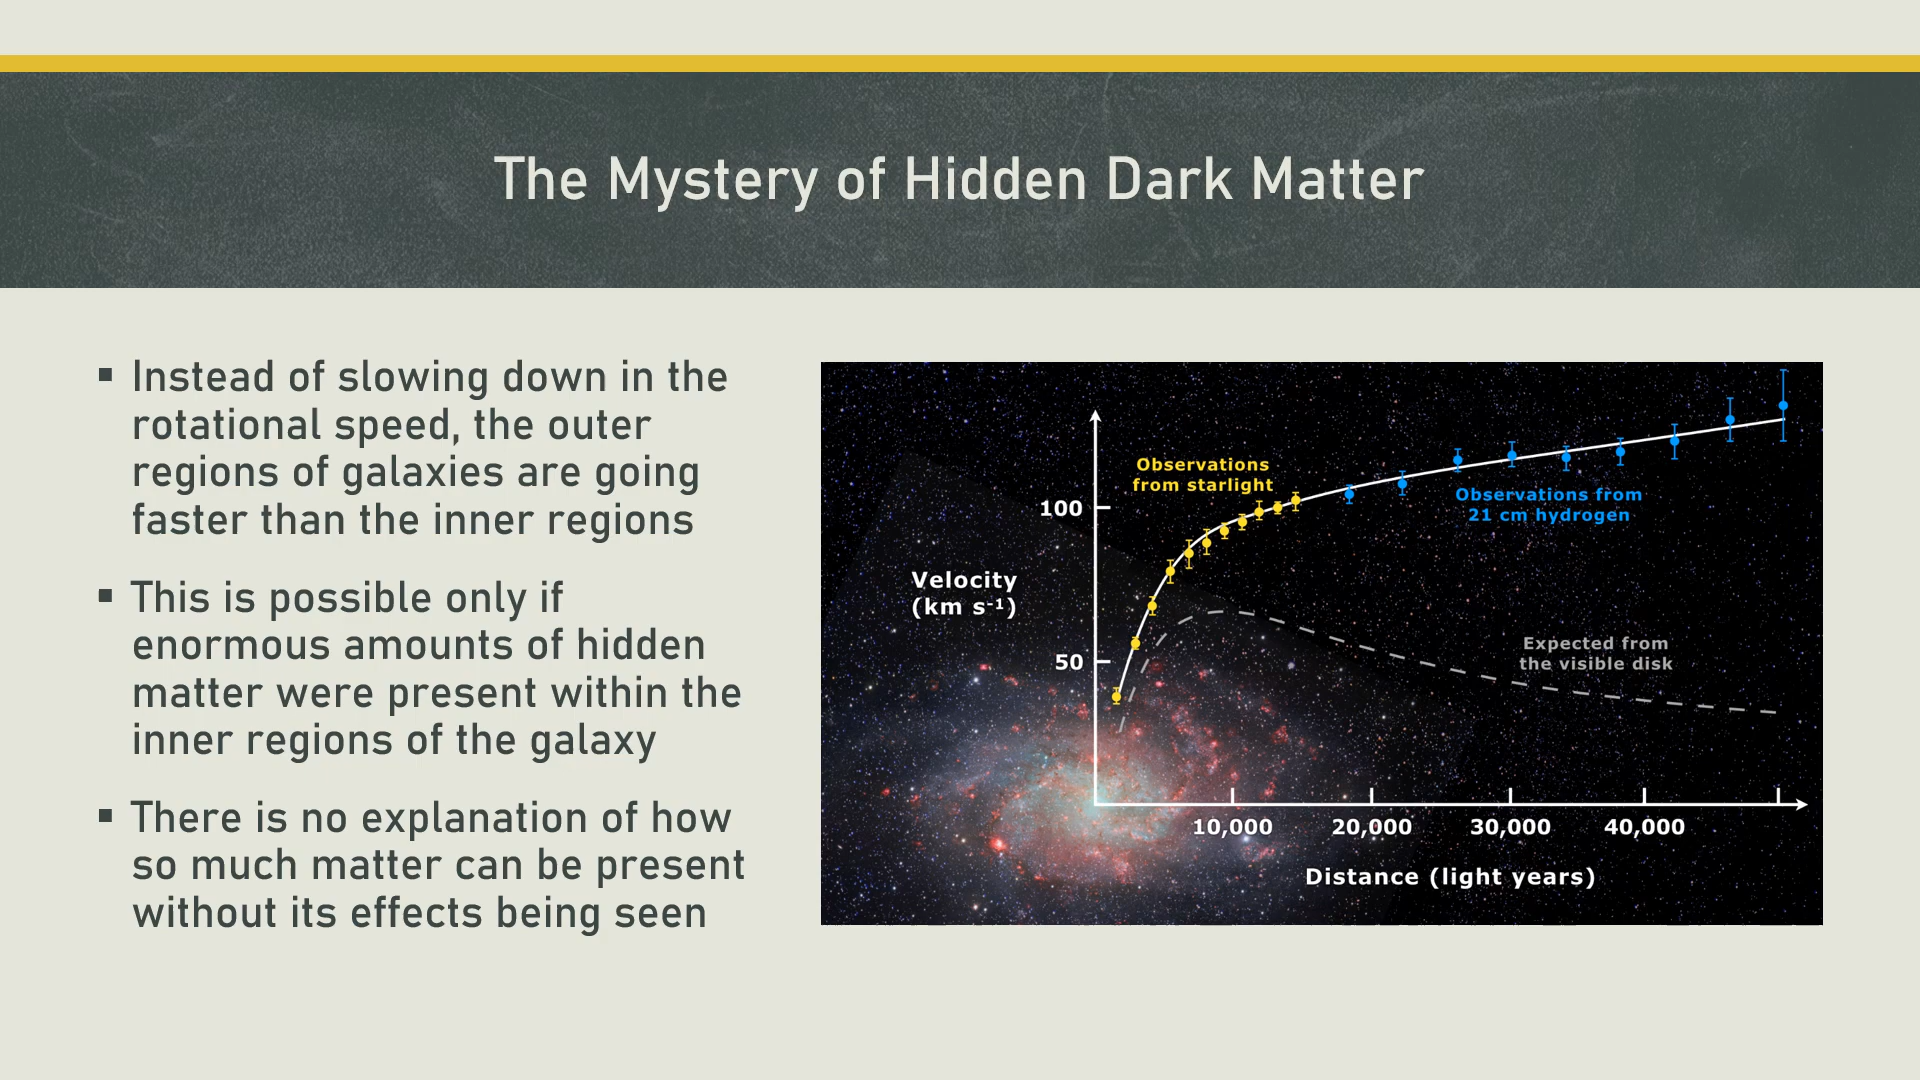 The Mystery of Hidden Dark Matter
▪ Instead of slowing down in the
rotational speed, the outer
regions of galaxies are going
faster than the inner regions
▪ This is possible only if
enormous amounts of hidden
matter were present within the
inner regions of the galaxy
▪ There is no explanation of how
so much matter can be present
without its effects being seen
Observations
from starlight
100
Observations from
21 cm hydrogen
Velocity
(km s⁻¹)
50
Expected from
the visible disk
10,000 20,000 30,000 40,000
Distance (light years)